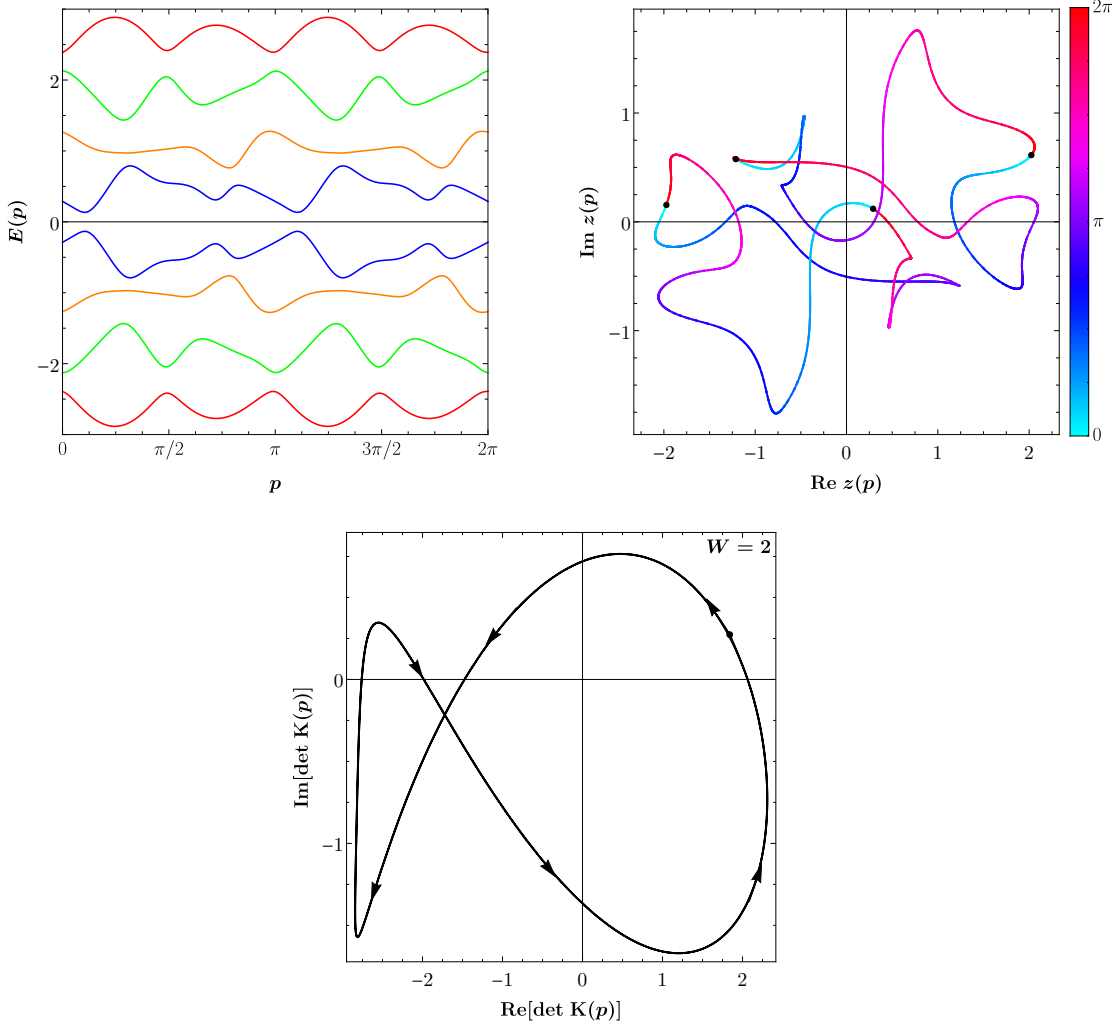 2
0
−2
E(p)
0
π/2
π
3π/2
2π
p
1
0
−1
Im z(p)
−2
−1
0
1
2
Re z(p)
2π
π
0
W = 2
0
−1
Im[det K(p)]
−2
−1
0
1
2
Re[det K(p)]